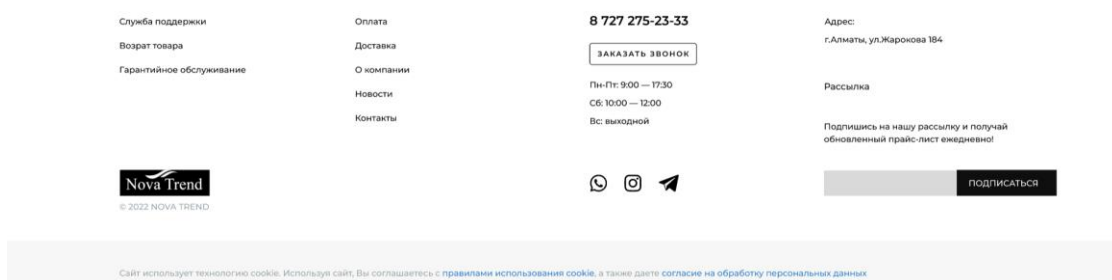 Служба поддержки
Возрат товара
Гарантийное обслуживание
Оплата
Доставка
О компании
Новости
Контакты
8 727 275-23-33
ЗАКАЗАТЬ ЗВОНОК
Пн-Пт: 9:00 — 17:30
Сб: 10:00 — 12:00
Вс: выходной
Адрес:
г.Алматы, ул.Жарокова 184
Рассылка
Подпишись на нашу рассылку и получай
обновленный прайс-лист ежедневно!
ПОДПИСАТЬСЯ
Nova Trend
© 2022 NOVA TREND
Сайт использует технологию cookie. Используя сайт, Вы соглашаетесь с правилами использования cookie, а также даете согласие на обработку персональных данных